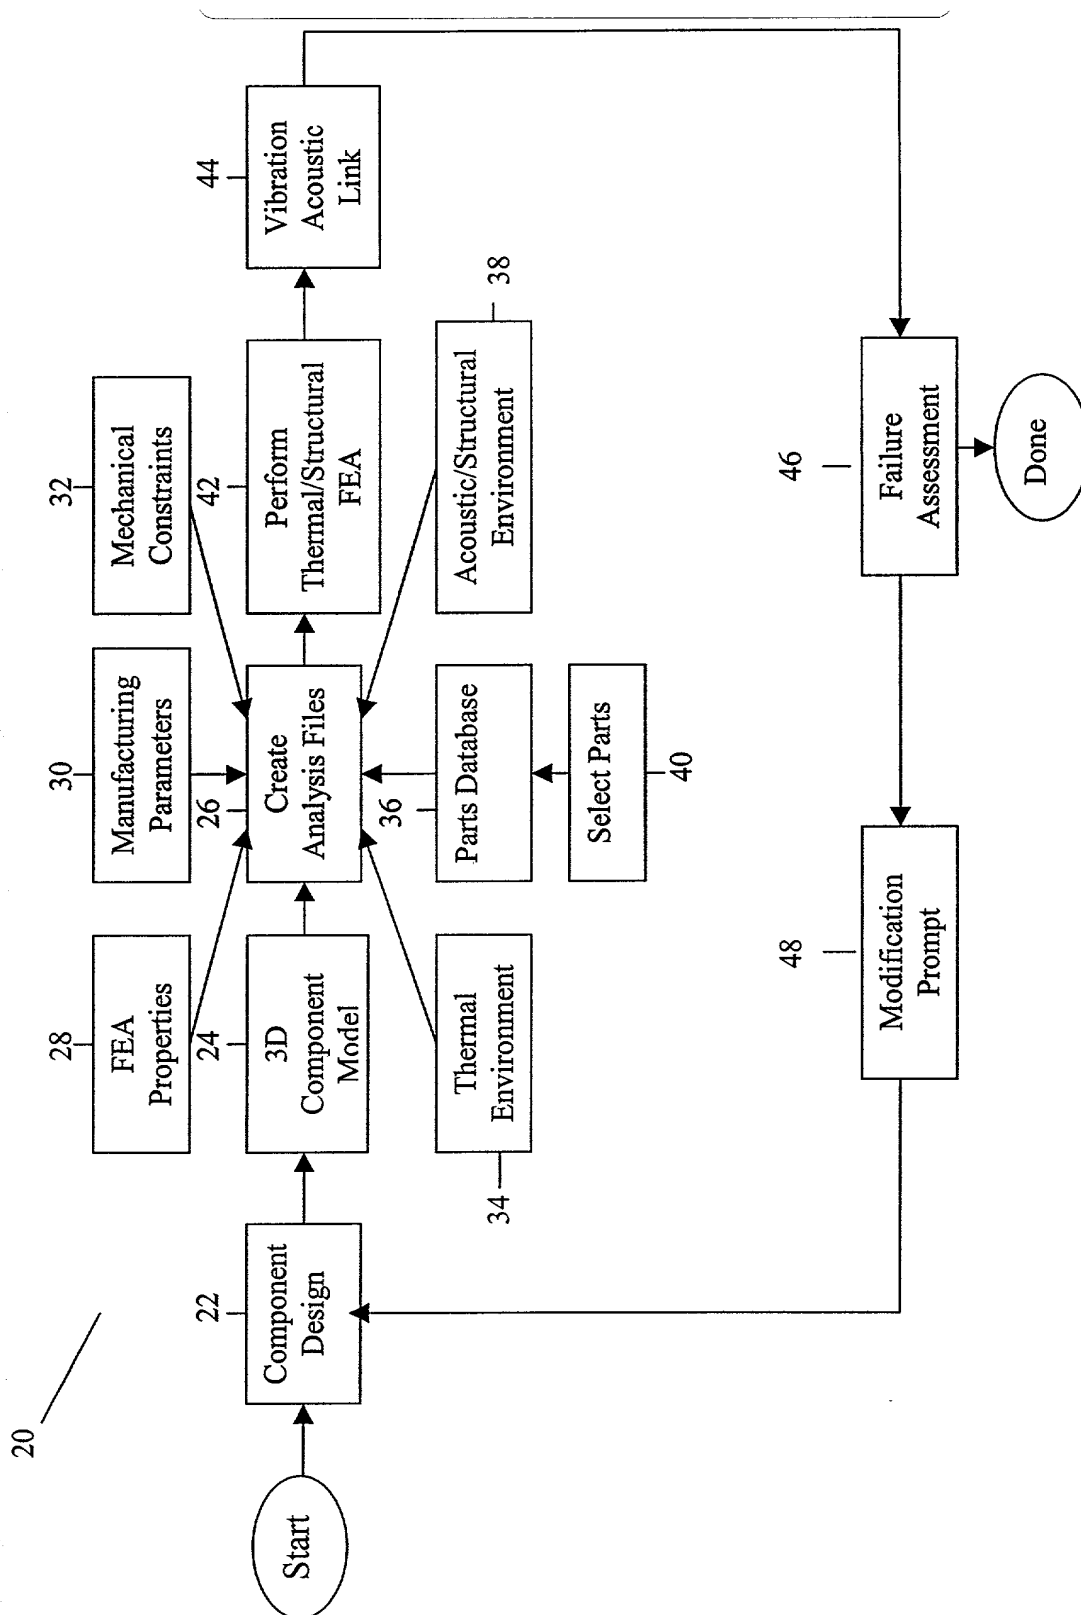 20
Start
22
Component
Design
28
FEA
Properties
24
3D
Component
Model
34
Thermal
Environment
30
Manufacturing
Parameters
26
Create
Analysis Files
36
Parts Database
Select Parts
40
32
Mechanical
Constraints
42
Perform
Thermal/Structural
FEA
38
Acoustic/Structural
Environment
44
Vibration
Acoustic
Link
46
Failure
Assessment
Done
48
Modification
Prompt